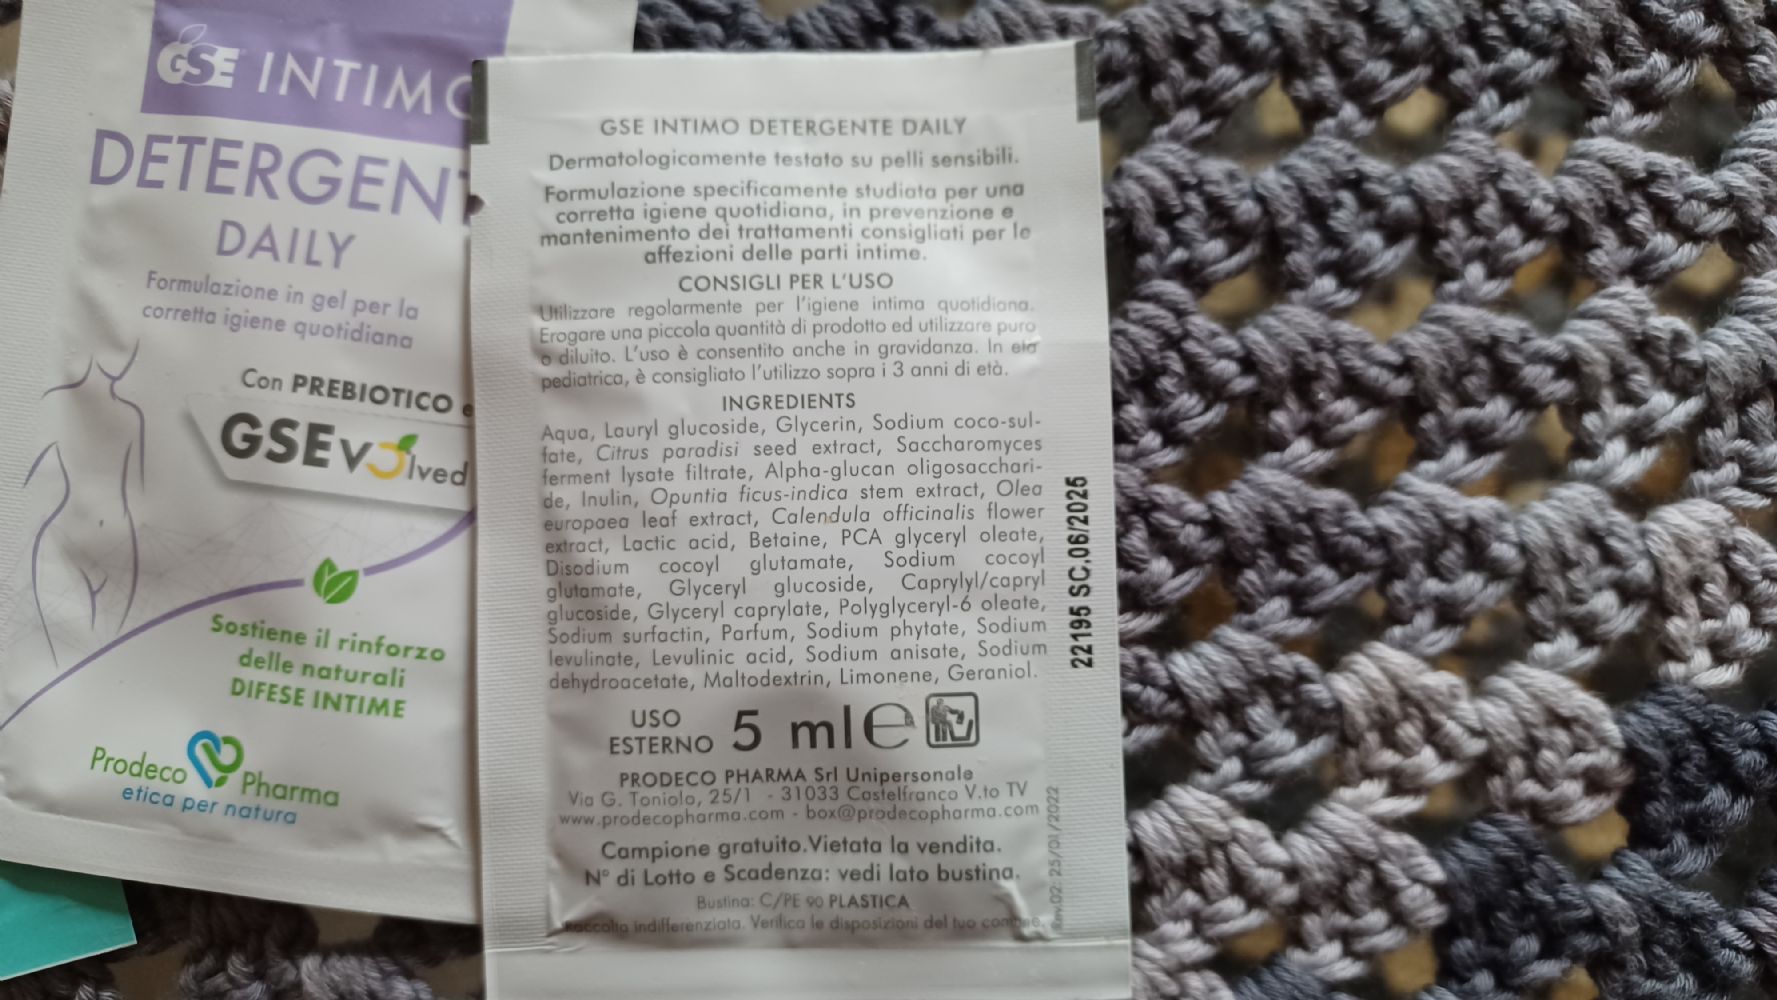 GSE INTIMO
DETERGENT
DAILY
Formulazione in gel per la
corretta igiene quotidiana
Con PREBIOTICO e
GSEvolved
Sostiene il rinforzo
delle naturali
DIFESE INTIME
Prodeco Pharma
etica per natura
GSE INTIMO DETERGENTE DAILY
Dermatologicamente testato su pelli sensibili.
Formulazione specificamente studiata per una
corretta igiene quotidiana, in prevenzione e
mantenimento dei trattamenti consigliati per le
affezioni delle parti intime.
CONSIGLI PER L'USO
Utilizzare regolarmente per l'igiene intima quotidiana.
Erogare una piccola quantità di prodotto ed utilizzare puro
o diluito. L'uso è consentito anche in gravidanza. In età
pediatrica, è consigliato l'utilizzo sopra i 3 anni di età.
INGREDIENTS
Aqua, Lauryl glucoside, Glycerin, Sodium coco-sul-
fate, Citrus paradisi seed extract, Saccharomyces
ferment lysate filtrate, Alpha-glucan oligosacchari-
de, Inulin, Opuntia ficus-indica stem extract, Olea
europaea leaf extract, Calendula officinalis flower
extract, Lactic acid, Betaine, PCA glyceryl oleate,
Disodium cocoyl glutamate, Sodium cocoyl
glutamate, Glyceryl glucoside, Caprylyl/capryl
glucoside, Glyceryl caprylate, Polyglyceryl-6 oleate,
Sodium surfactin, Parfum, Sodium phytate, Sodium
levulinate, Levulinic acid, Sodium anisate, Sodium
dehydroacetate, Maltodextrin, Limonene, Geraniol.
USO
ESTERNO 5 ml e
PRODECO PHARMA Srl Unipersonale
Via G. Toniolo, 25/1 - 31033 Castelfranco V.to TV
www.prodecopharma.com - box@prodecopharma.com
Campione gratuito.Vietata la vendita.
N° di Lotto e Scadenza: vedi lato bustina.
Bustina: C/PE 90 PLASTICA
Raccolta indifferenziata. Verifica le disposizioni del tuo comune.
Rev.02: 25/01/2022
22195 SC.06/2025